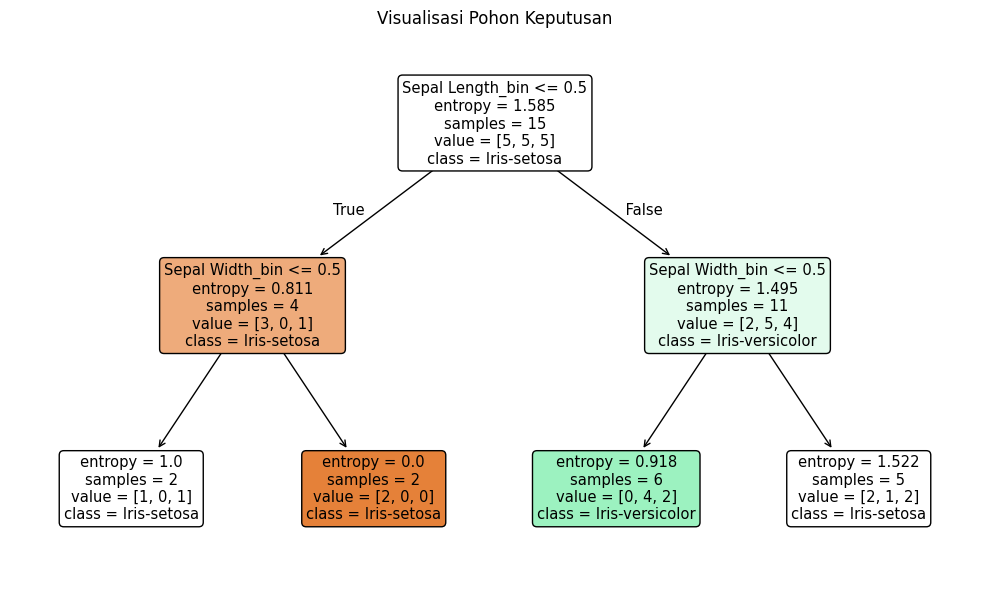 Visualisasi Pohon Keputusan
Sepal Length_bin <= 0.5
entropy = 1.585
samples = 15
value = [5, 5, 5]
class = Iris-setosa
True
False
Sepal Width_bin <= 0.5
entropy = 0.811
samples = 4
value = [3, 0, 1]
class = Iris-setosa
Sepal Width_bin <= 0.5
entropy = 1.495
samples = 11
value = [2, 5, 4]
class = Iris-versicolor
entropy = 1.0
samples = 2
value = [1, 0, 1]
class = Iris-setosa
entropy = 0.0
samples = 2
value = [2, 0, 0]
class = Iris-setosa
entropy = 0.918
samples = 6
value = [0, 4, 2]
class = Iris-versicolor
entropy = 1.522
samples = 5
value = [2, 1, 2]
class = Iris-setosa